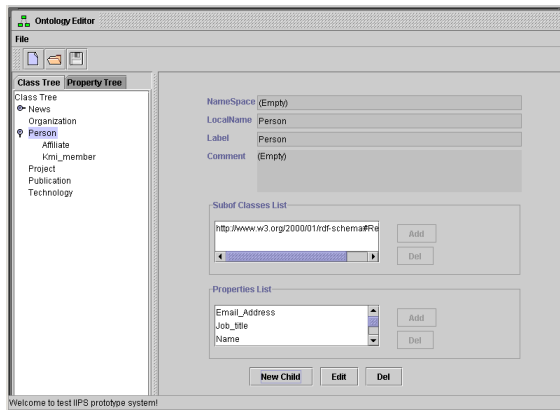 Ontology Editor
File
Class Tree Property Tree
Class Tree
News
Organization
Person
Affiliate
Kmi_member
Project
Publication
Technology
NameSpace (Empty)
LocalName Person
Label Person
Comment (Empty)
Subof Classes List
http://www.w3.org/2000/01/rdf-schema#Re
Add
Del
Properties List
Email_Address
Job_title
Name
Add
Del
New Child Edit Del
Welcome to test IIPS prototype system!